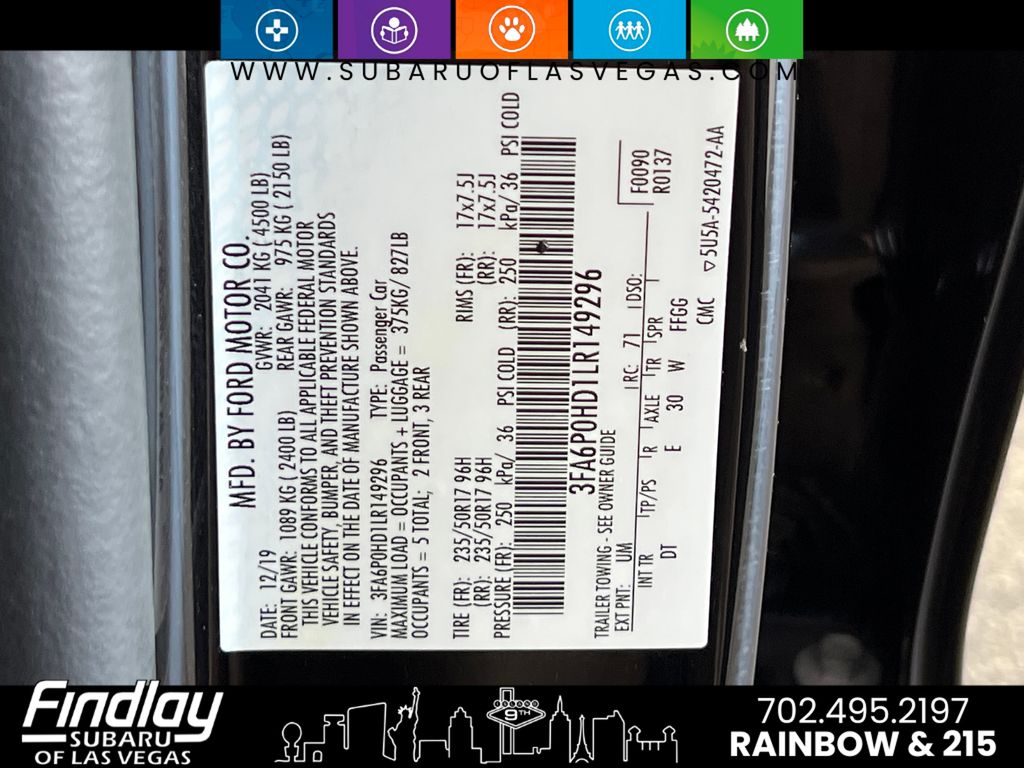 WWW.SUBARUOFLASVEGAS.COM
MFD. BY FORD MOTOR CO.
DATE: 12/19 GVWR: 2041 KG ( 4500 LB)
FRONT GAWR: 1089 KG ( 2400 LB) REAR GAWR: 975 KG ( 2150 LB)
THIS VEHICLE CONFORMS TO ALL APPLICABLE FEDERAL MOTOR
VEHICLE SAFETY, BUMPER, AND THEFT PREVENTION STANDARDS
IN EFFECT ON THE DATE OF MANUFACTURE SHOWN ABOVE.
VIN: 3FA6P0HD1LR149296 TYPE: Passenger Car
MAXIMUM LOAD = OCCUPANTS + LUGGAGE = 375KG/ 827LB
OCCUPANTS = 5 TOTAL; 2 FRONT, 3 REAR
TIRE (FR): 235/50R17 96H RIMS (FR): 17x7.5J
(RR): 235/50R17 96H (RR): 17x7.5J
PRESSURE (FR): 250 kPa/ 36 PSI COLD (RR): 250 kPa/ 36 PSI COLD
3FA6P0HD1LR149296
TRAILER TOWING - SEE OWNER GUIDE
F0090
R0137
EXT PNT: UM RC: 71 DSO:
INT TR TP/PS R AXLE TR SPR
DT E 30 W FFGG
CMC ▽5U5A-5420472-AA
Findlay
SUBARU
OF LAS VEGAS
9TH
702.495.2197
RAINBOW & 215